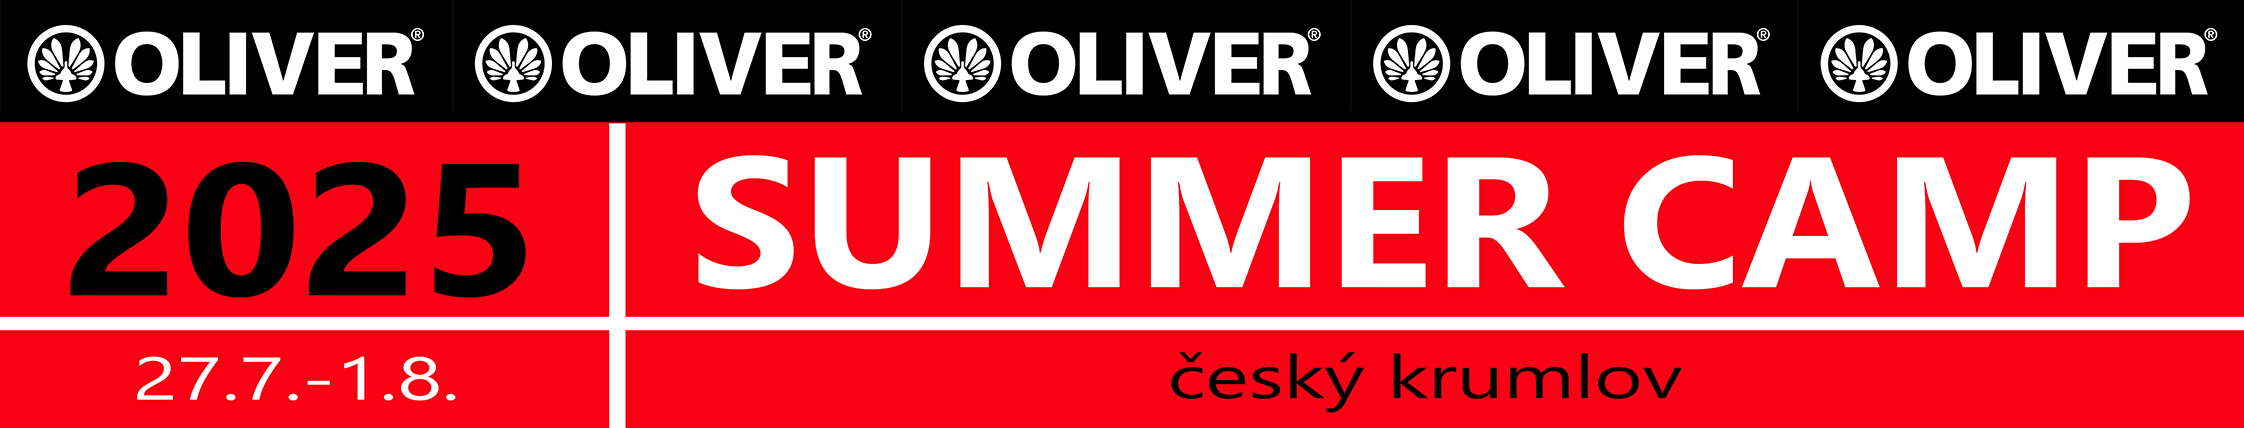 OLIVER® OLIVER® OLIVER® OLIVER® OLIVER®
2025 SUMMER CAMP
27.7.-1.8. český krumlov